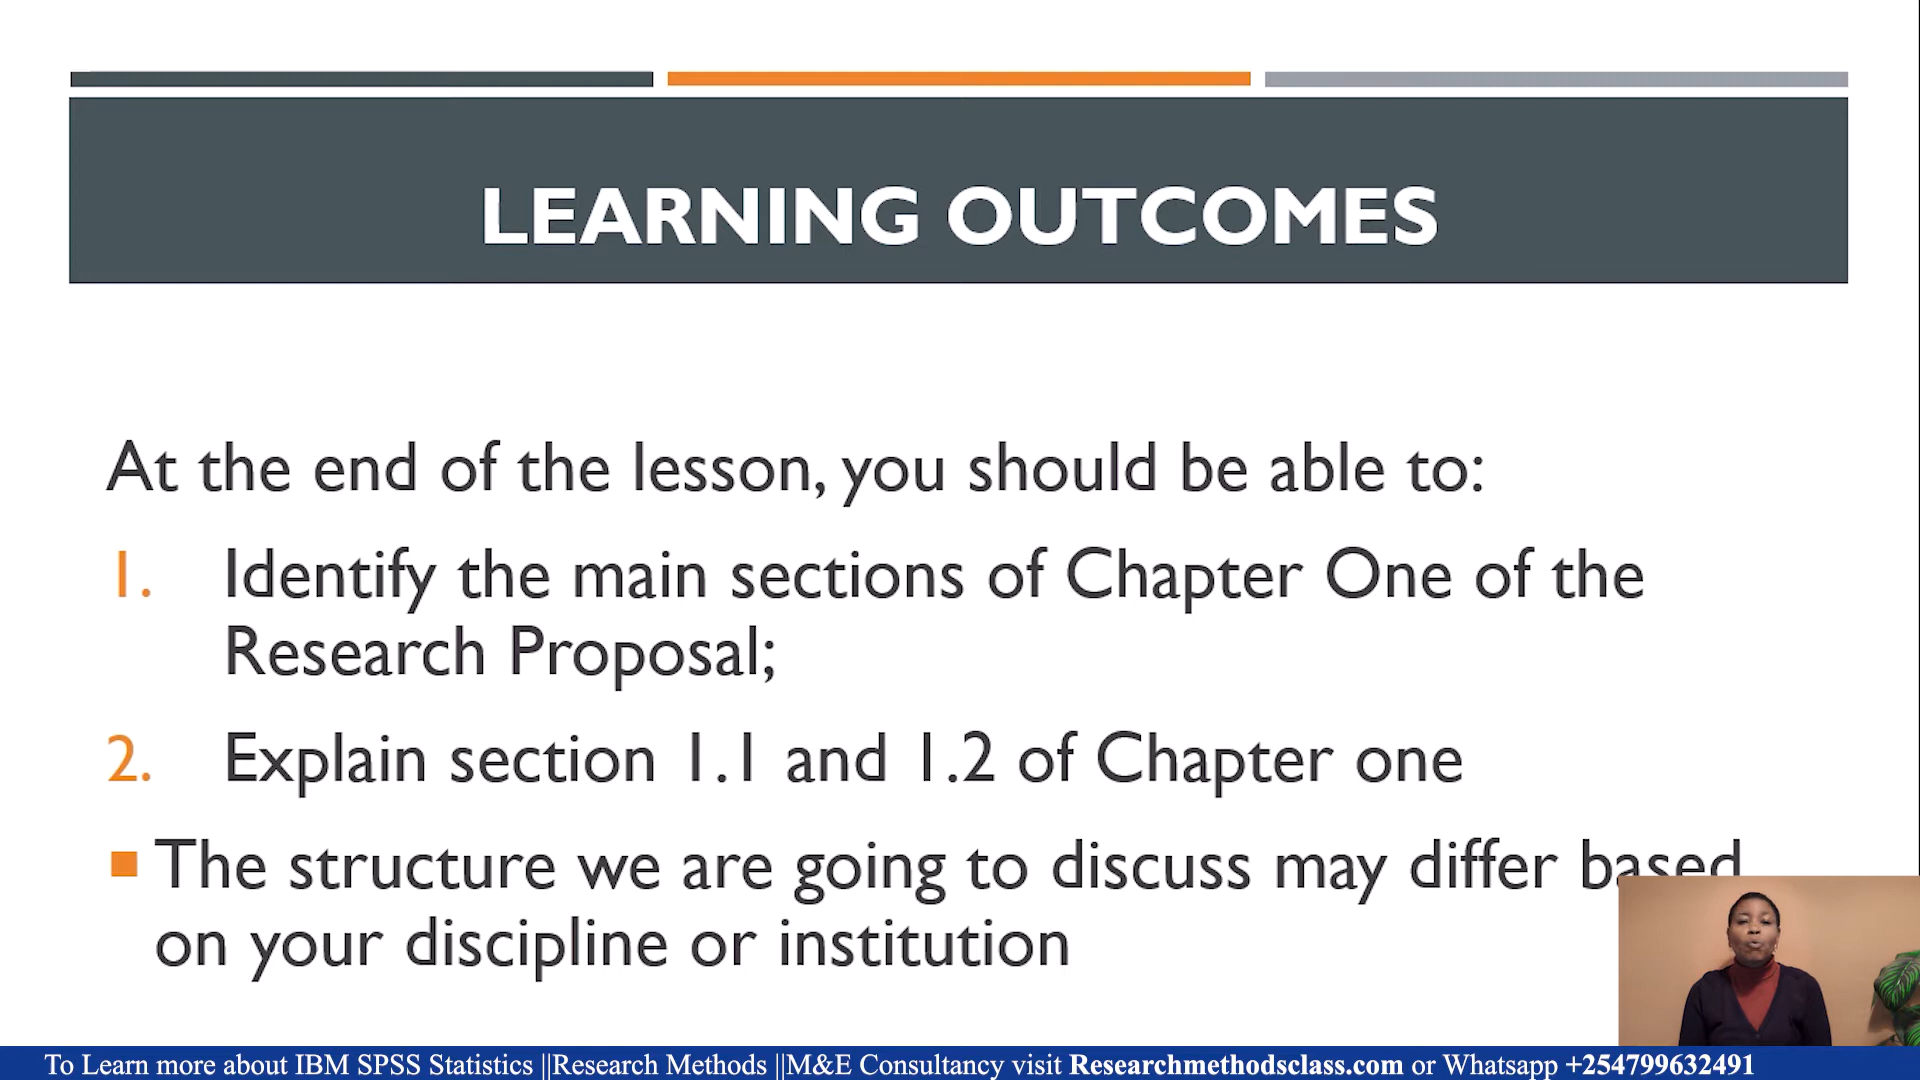 LEARNING OUTCOMES
At the end of the lesson, you should be able to:
1. Identify the main sections of Chapter One of the
Research Proposal;
2. Explain section 1.1 and 1.2 of Chapter one
The structure we are going to discuss may differ based
on your discipline or institution
To Learn more about IBM SPSS Statistics ||Research Methods ||M&E Consultancy visit Researchmethodsclass.com or Whatsapp +254799632491